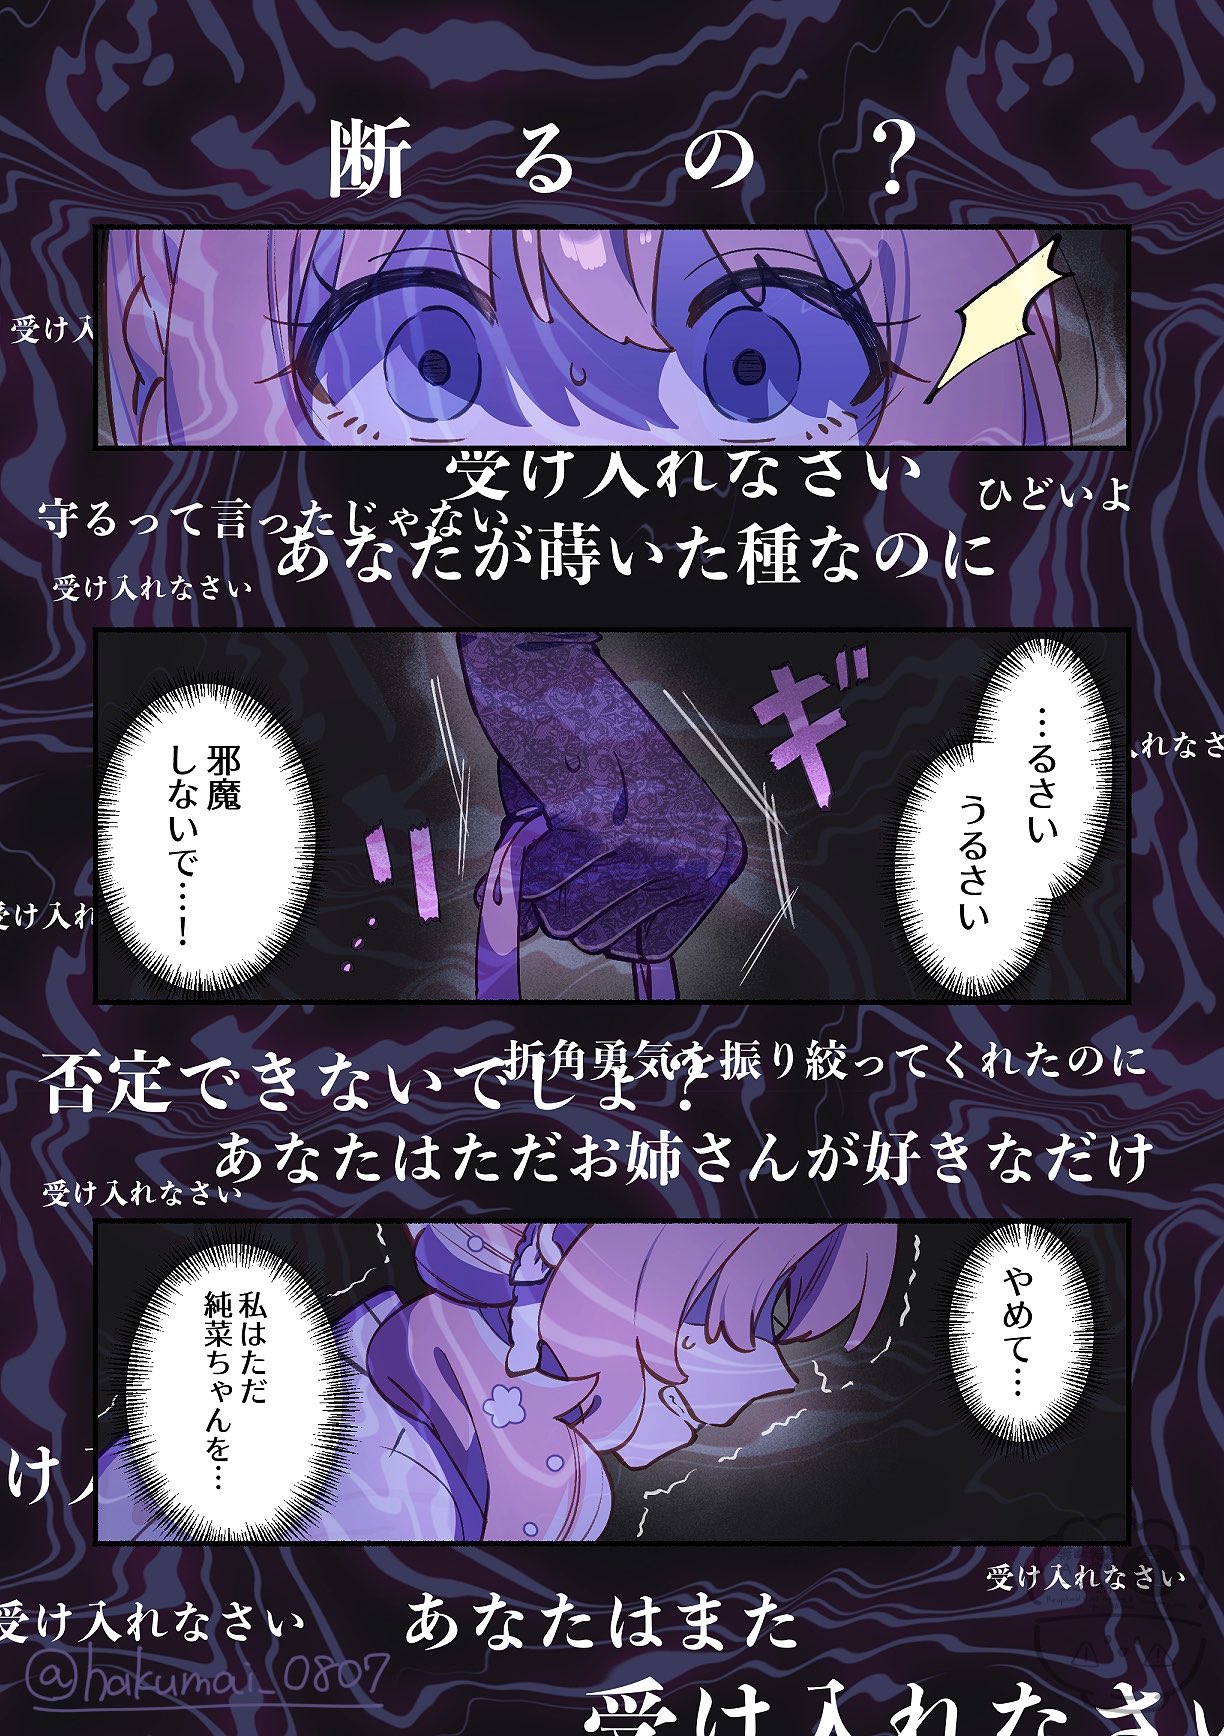 断るの？
受け入
受け入れなさい
ひどいよ
守るって言ったじゃない
あなたが蒔いた種なのに
受け入れなさい
…るさい
うるさい
ギ
リ
入れなさ
邪魔
しないで…！
受け入れ
折角勇気を振り絞ってくれたのに
否定できないでしょ？
あなたはただお姉さんが好きなだけ
受け入れなさい
やめて…
私はただ
純菜ちゃんを…
け入
受け入れなさい
あなたはまた
受け入れなさい
@hakumai_0807
受け入れなさい